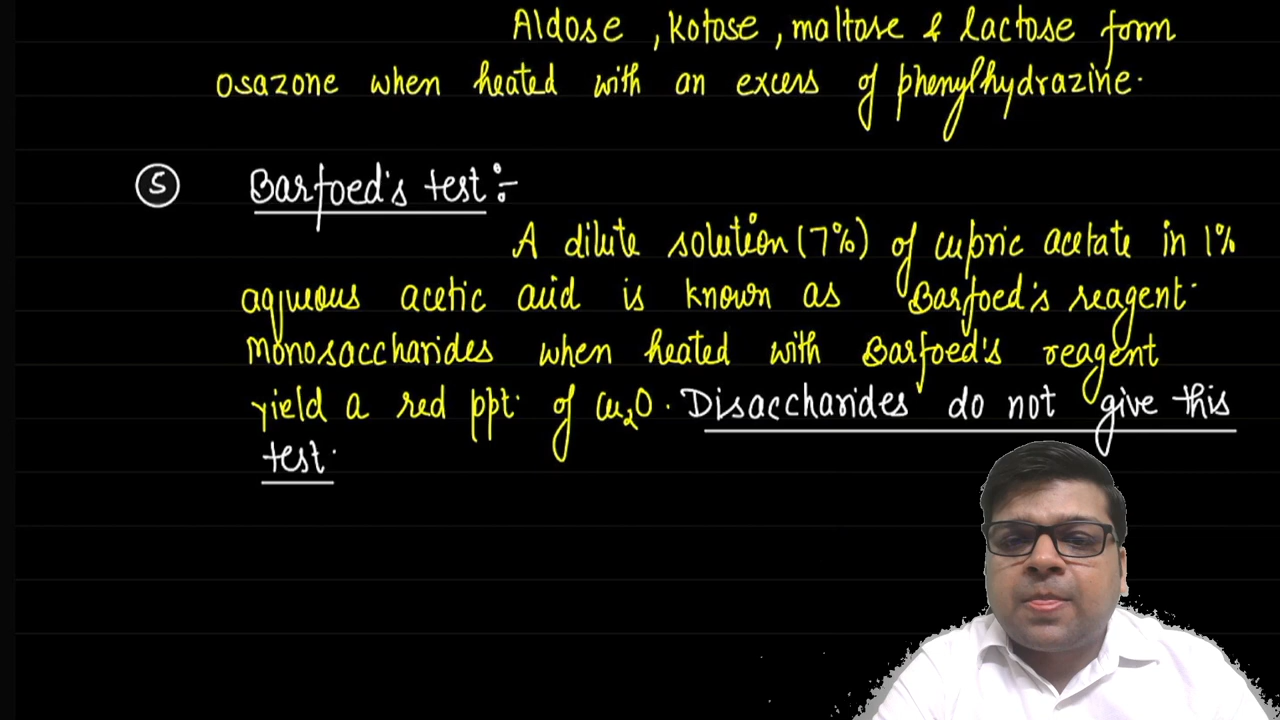 Aldose , Kotose , maltose & lactose form
osazone when heated with an excess of phenylhydrazine.
5 Barfoed's test :-
A dilute solution (7%) of cupric acetate in 1%
aqueous acetic acid is known as Barfoed's reagent.
Monosaccharides when heated with Barfoed's reagent
yield a red ppt. of Cu₂O. Disaccharides do not give this
test.